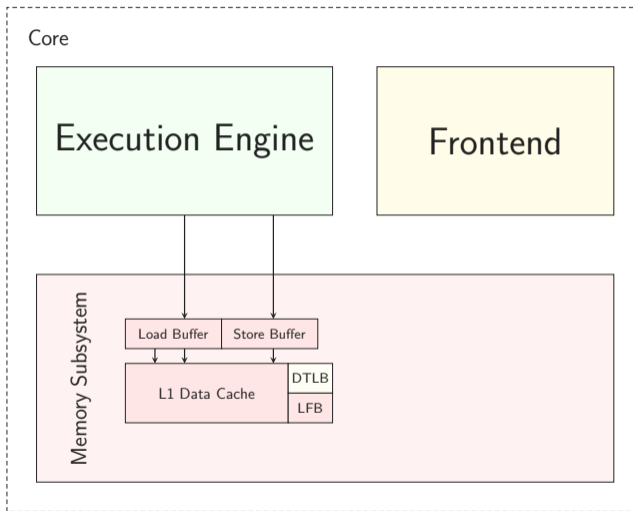 Core
Execution Engine
Frontend
Memory Subsystem
Load Buffer
Store Buffer
L1 Data Cache
DTLB
LFB